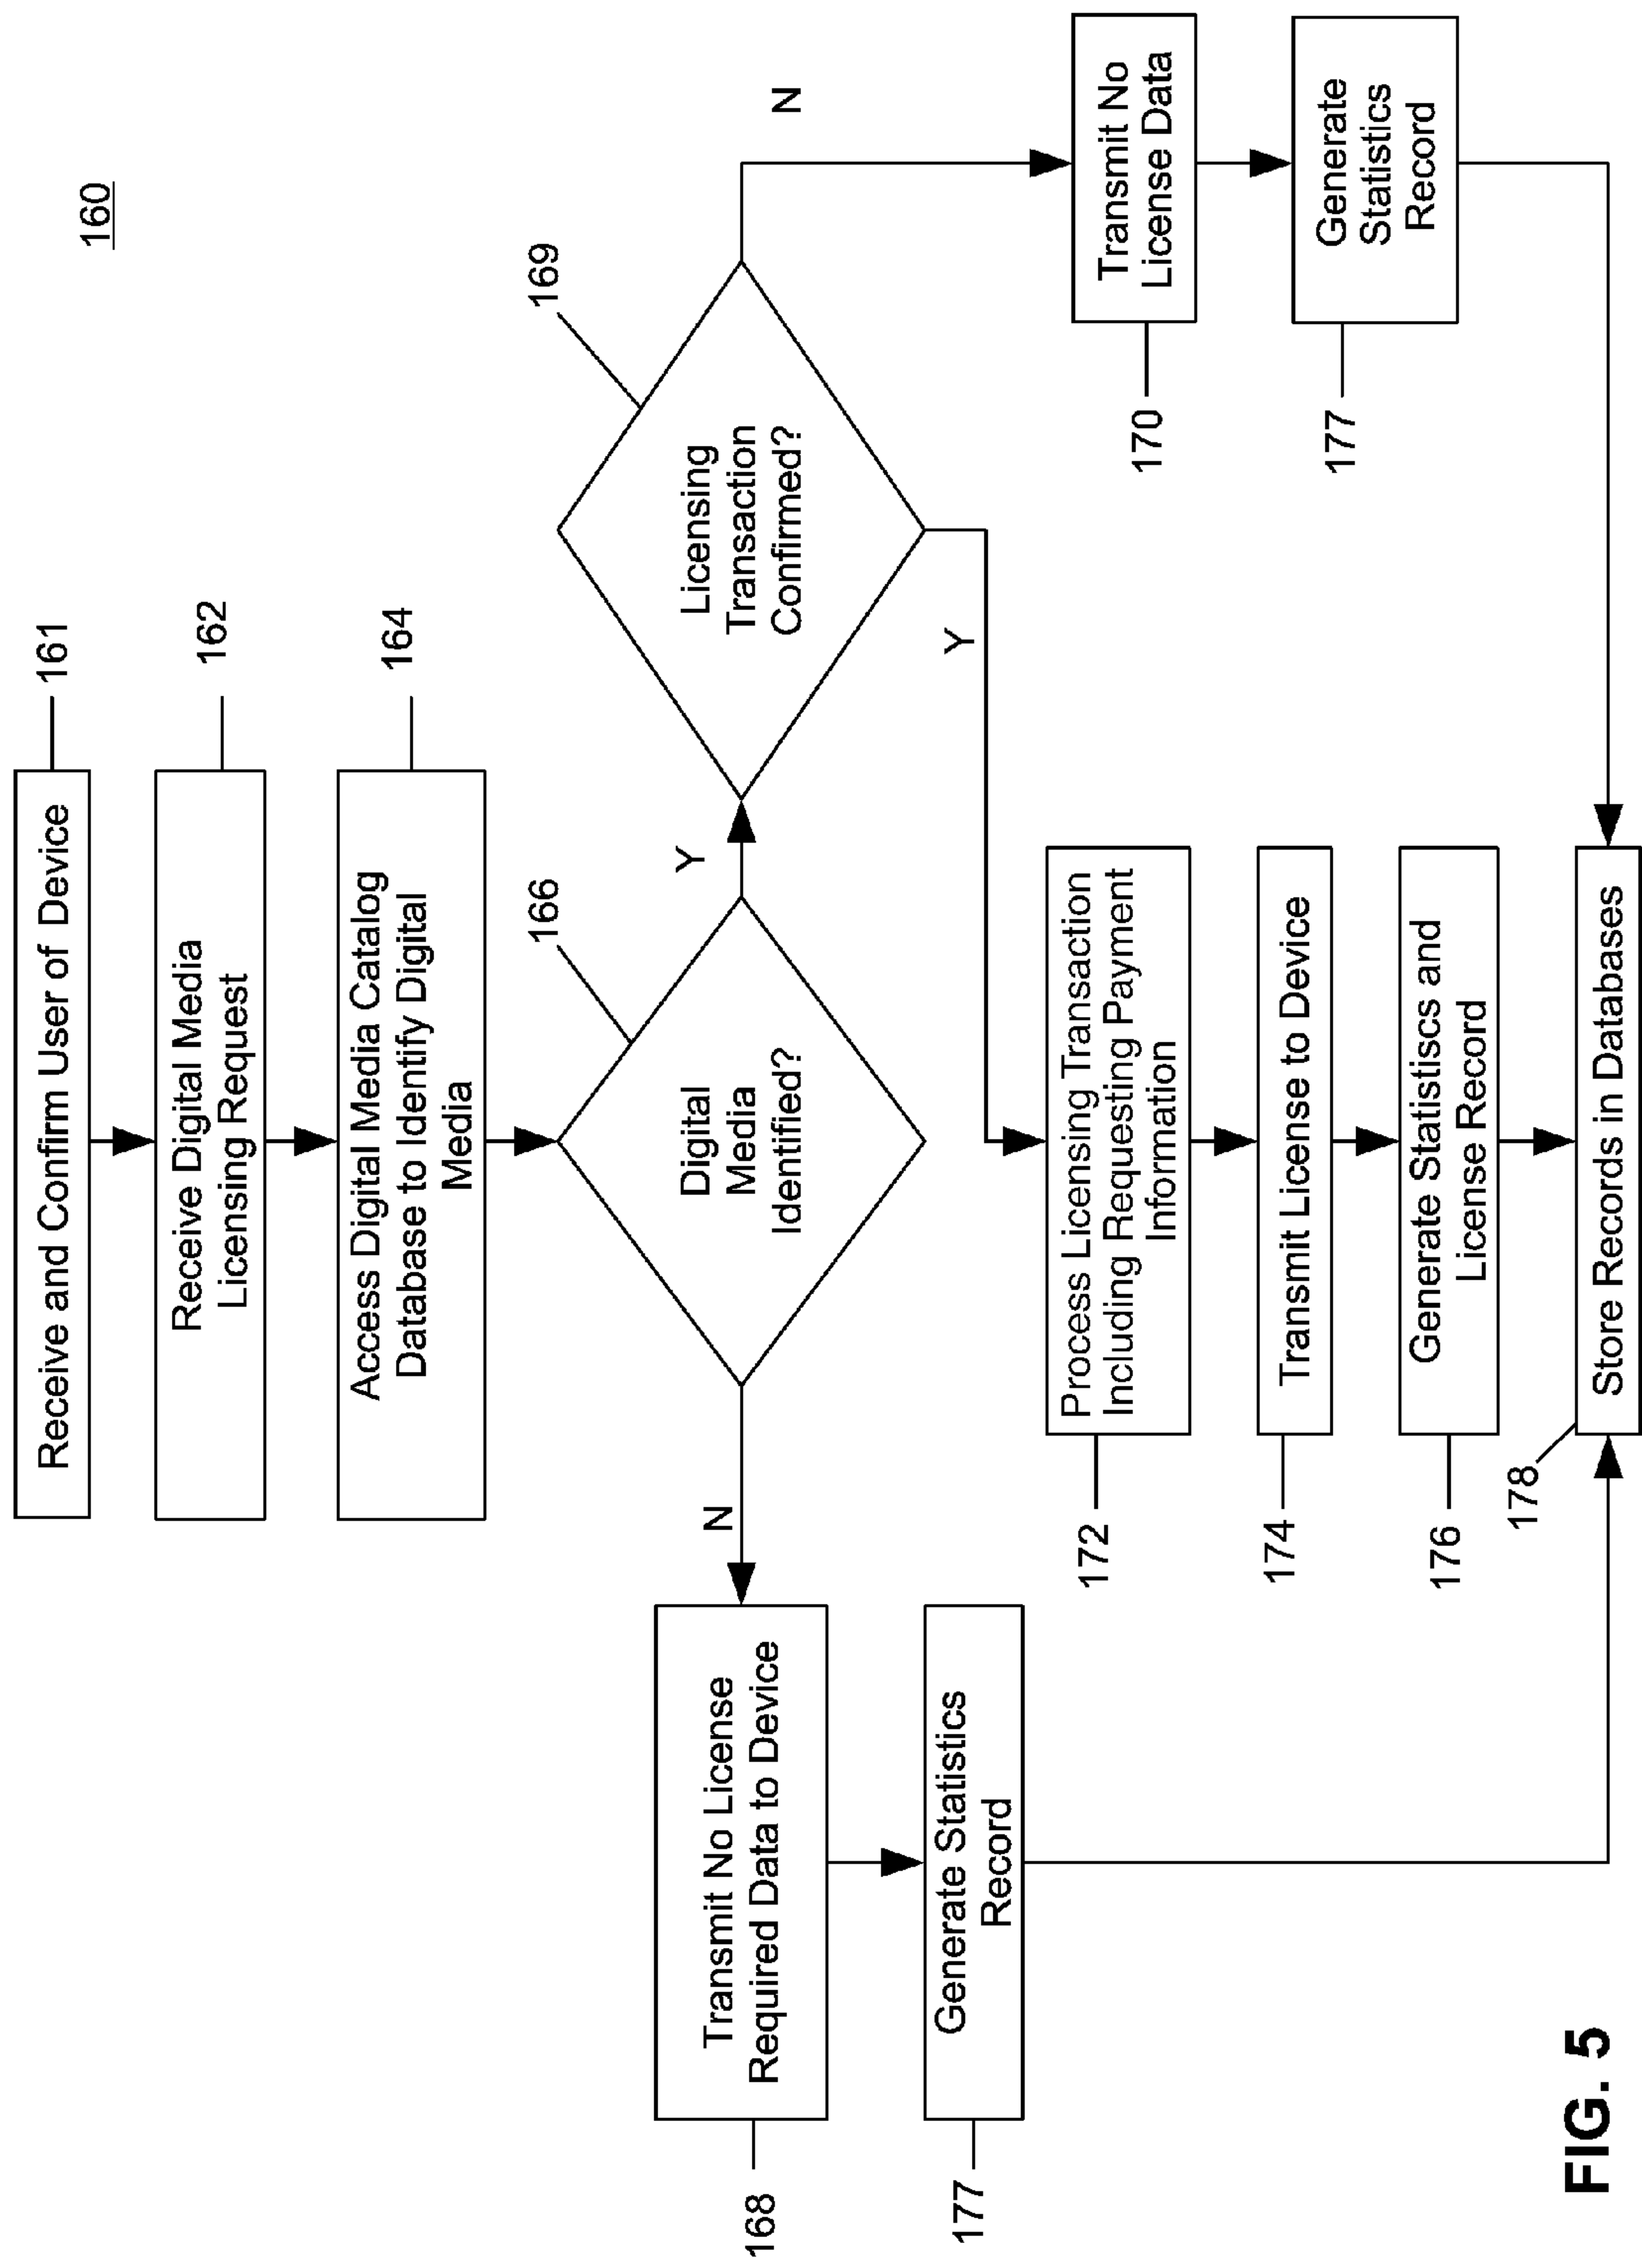 160
Receive and Confirm User of Device
161
Receive Digital Media
Licensing Request
162
Access Digital Media Catalog
Database to Identify Digital
Media
164
Digital
Media
Identified?
166
Y
N
Licensing
Transaction
Confirmed?
169
N
Y
Transmit No License
Required Data to Device
168
Generate Statistics
Record
177
Process Licensing Transaction
Including Requesting Payment
Information
172
Transmit License to Device
174
Generate Statistiscs and
License Record
176
Transmit No
License Data
170
Generate
Statistics
Record
177
Store Records in Databases
178
FIG. 5